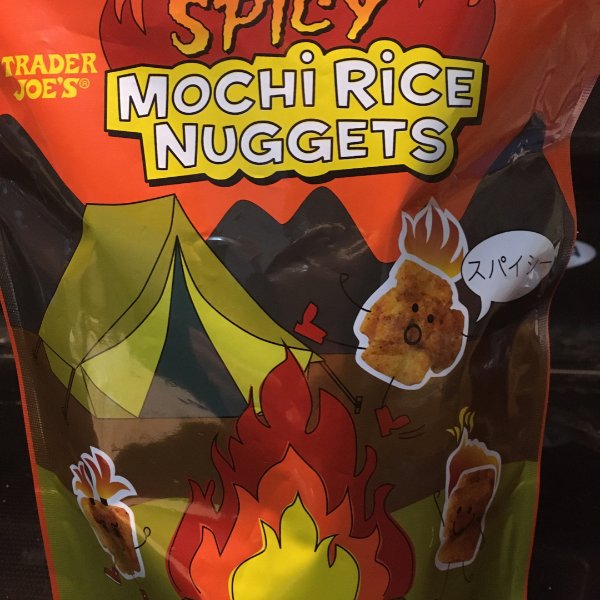 SPICY
TRADER
JOE'S®
MOCHi RiCE
NUGGETS
スパイシー